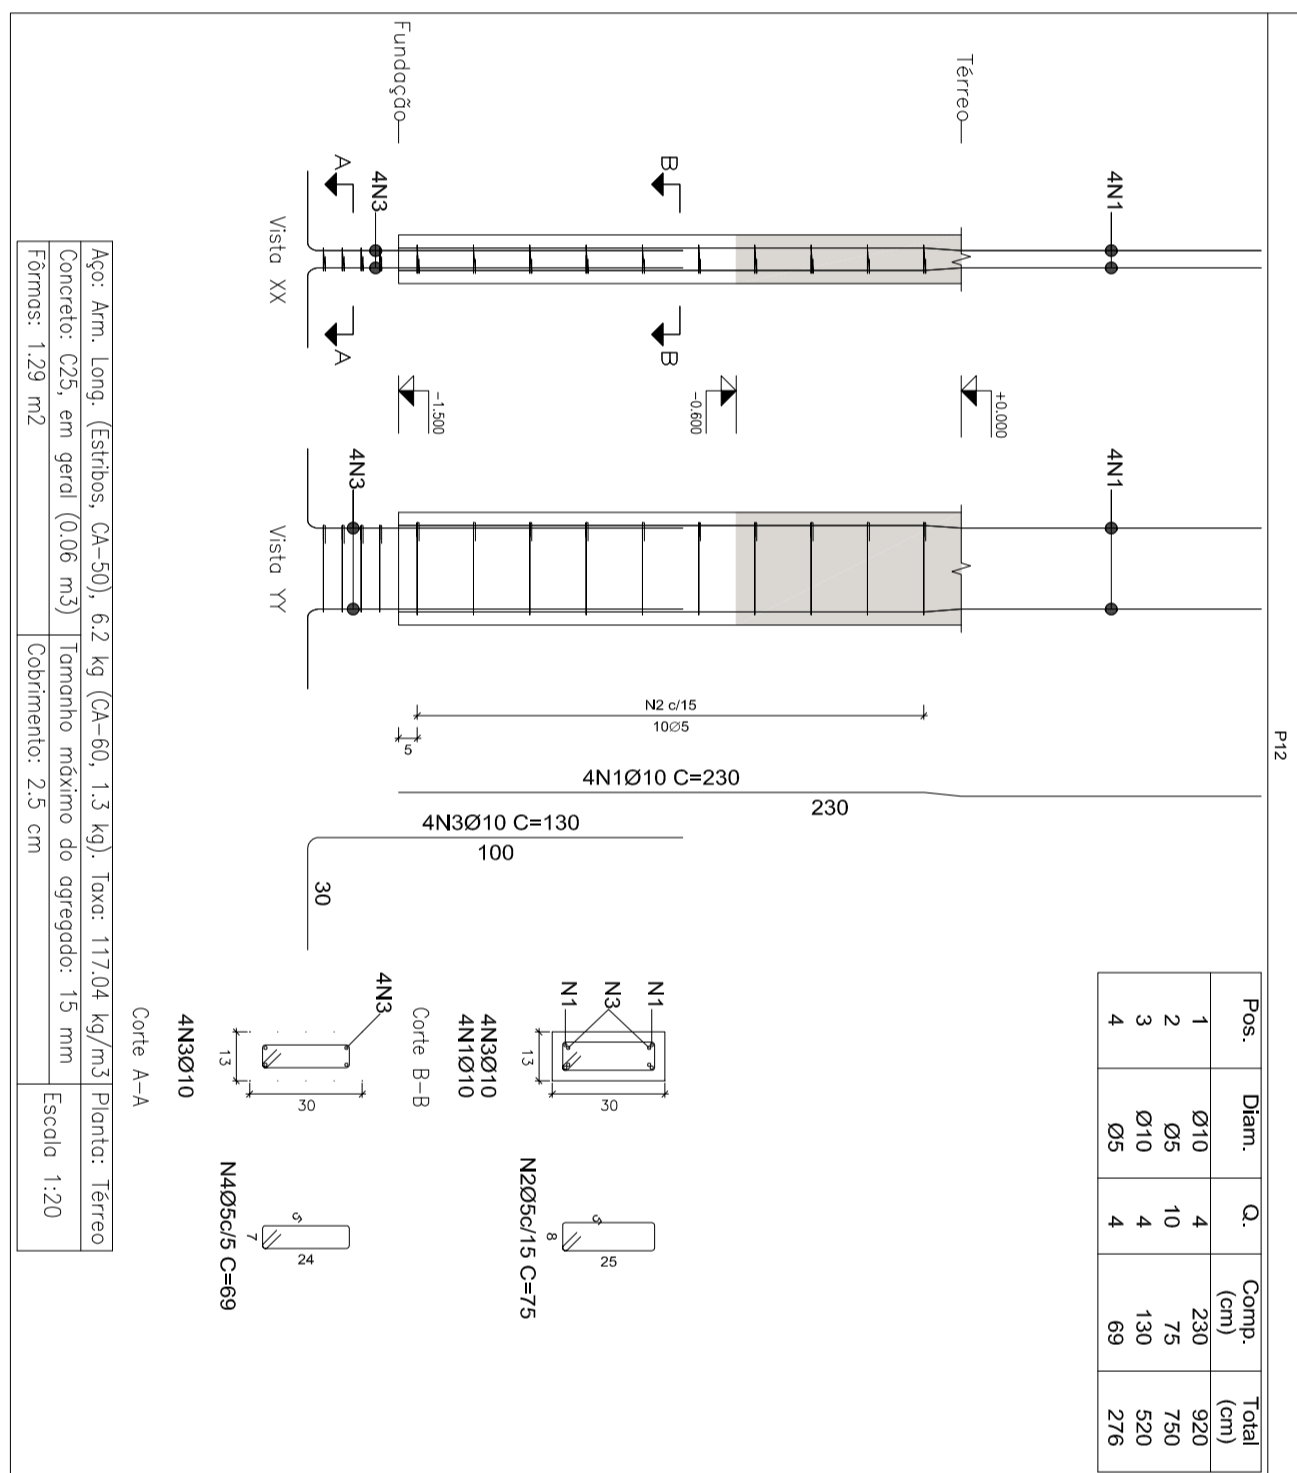 P12
Pos. Diam. Q. Comp. (cm) Total (cm)
1 Ø10 4 230 920
2 Ø5 10 75 750
3 Ø10 4 130 520
4 Ø5 4 69 276
4N1
4N1
Térreo
+0.000
-0.600
-1.500
B
B
N2 c/15
10Ø5
5
4N1Ø10 C=230
230
4N3Ø10 C=130
100
30
Fundação
4N3
4N3
A
A
Vista XX
Vista YY
N1
N3
N1
13
30
4N3Ø10
4N1Ø10
Corte B-B
25
8
5
N2Ø5c/15 C=75
4N3
13
30
4N3Ø10
Corte A-A
24
7
5
N4Ø5c/5 C=69
Aço: Arm. Long. (Estribos, CA-50), 6.2 kg (CA-60, 1.3 kg). Taxa: 117.04 kg/m3 Planta: Térreo
Concreto: C25, em geral (0.06 m3) Tamanho máximo do agregado: 15 mm Escala 1:20
Fôrmas: 1.29 m2 Cobrimento: 2.5 cm